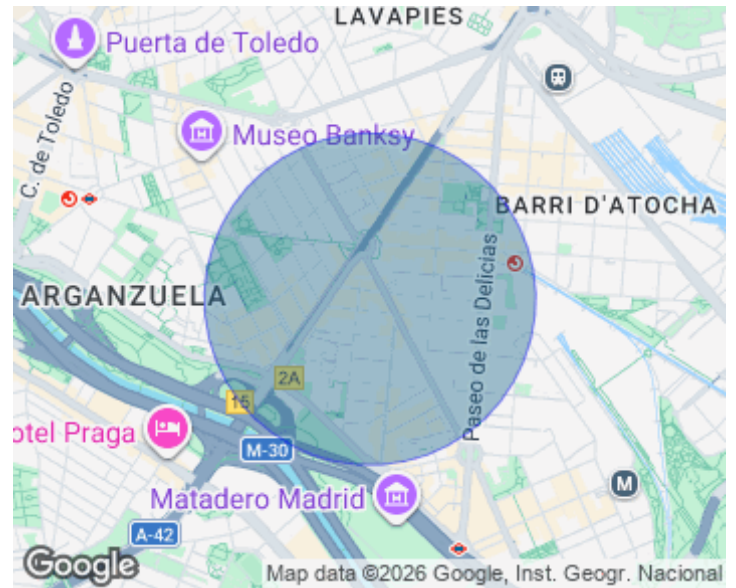 LAVAPIES
Puerta de Toledo
C. de Toledo
Museo Banksy
BARRI D'ATOCHA
ARGANZUELA
Paseo de las Delicias
2A
15
otel Praga
M-30
M
Matadero Madrid
A-42
Google
Map data ©2026 Google, Inst. Geogr. Nacional